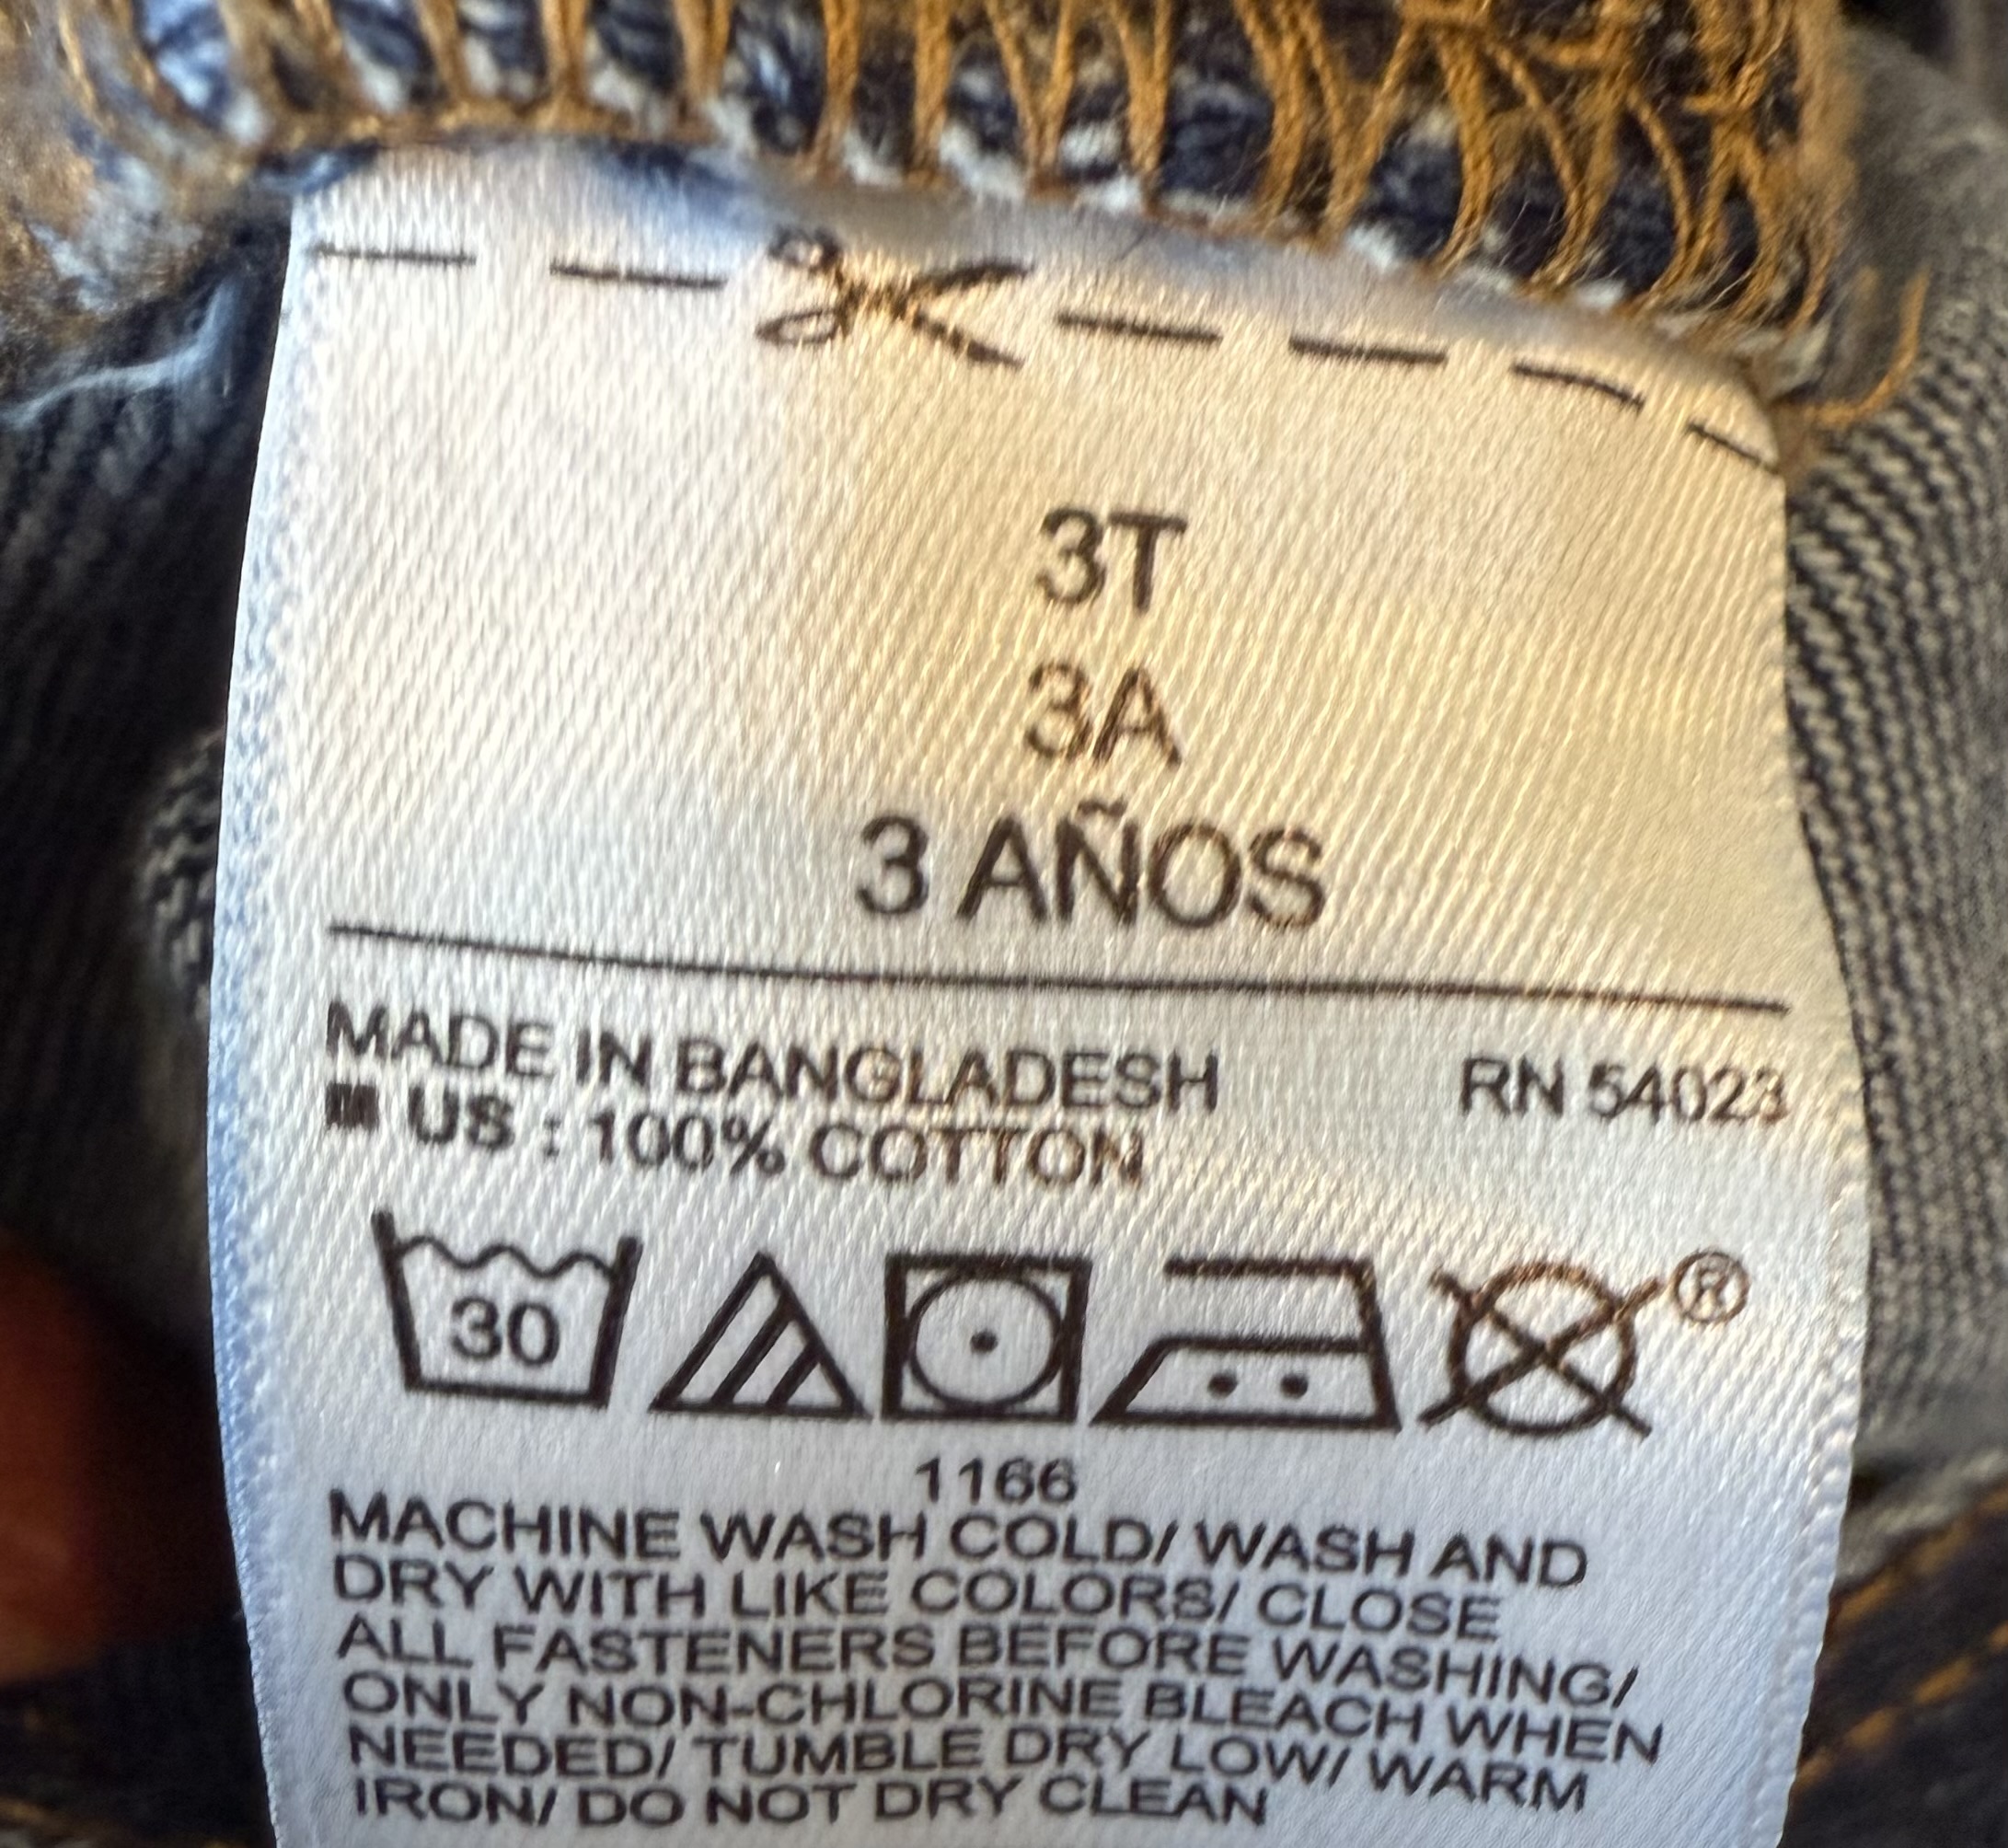 3T
3A
3 AÑOS
MADE IN BANGLADESH RN 54023
■ US : 100% COTTON
30
®
1166
MACHINE WASH COLD/ WASH AND
DRY WITH LIKE COLORS/ CLOSE
ALL FASTENERS BEFORE WASHING/
ONLY NON-CHLORINE BLEACH WHEN
NEEDED/ TUMBLE DRY LOW/ WARM
IRON/ DO NOT DRY CLEAN